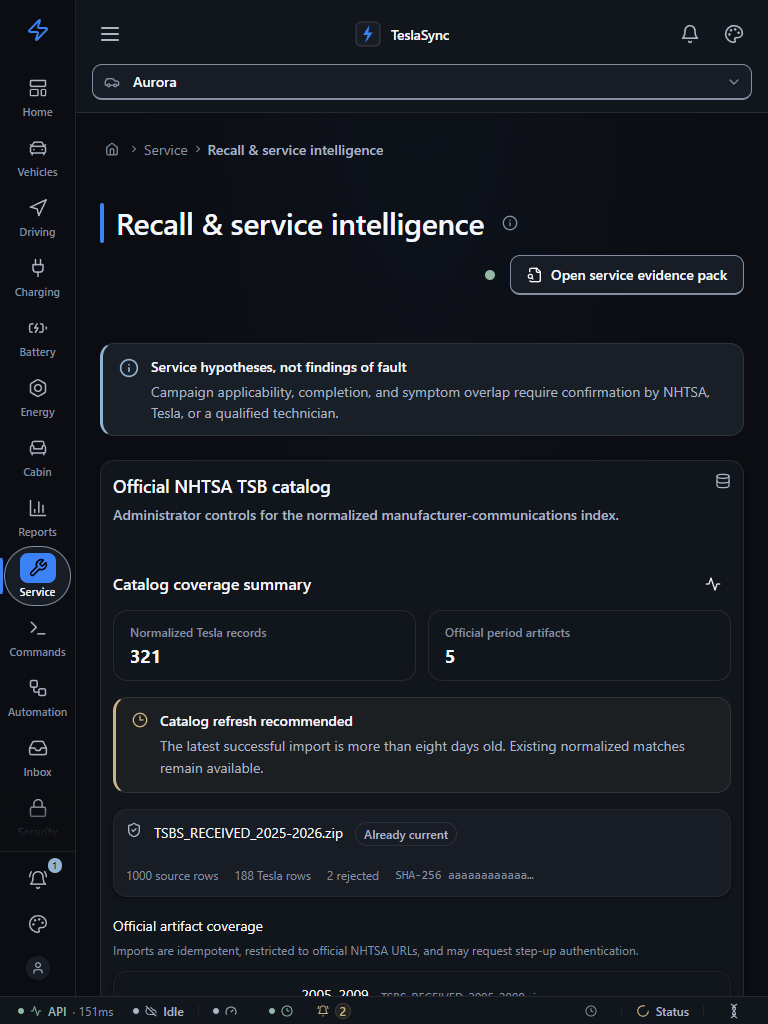 TeslaSync
Aurora
Home
Vehicles
Driving
Charging
Battery
Energy
Cabin
Reports
Service
Commands
Automation
Inbox
Security
1
Service
Recall & service intelligence
Recall & service intelligence
Open service evidence pack
Service hypotheses, not findings of fault
Campaign applicability, completion, and symptom overlap require confirmation by NHTSA,
Tesla, or a qualified technician.
Official NHTSA TSB catalog
Administrator controls for the normalized manufacturer-communications index.
Catalog coverage summary
Normalized Tesla records
321
Official period artifacts
5
Catalog refresh recommended
The latest successful import is more than eight days old. Existing normalized matches
remain available.
TSBS_RECEIVED_2025-2026.zip
Already current
1000 source rows 188 Tesla rows 2 rejected SHA-256 aaaaaaaaaaaa…
Official artifact coverage
Imports are idempotent, restricted to official NHTSA URLs, and may request step-up authentication.
2005-2009 TSBS_RECEIVED_2005-2009
API · 151ms
Idle
2
Status